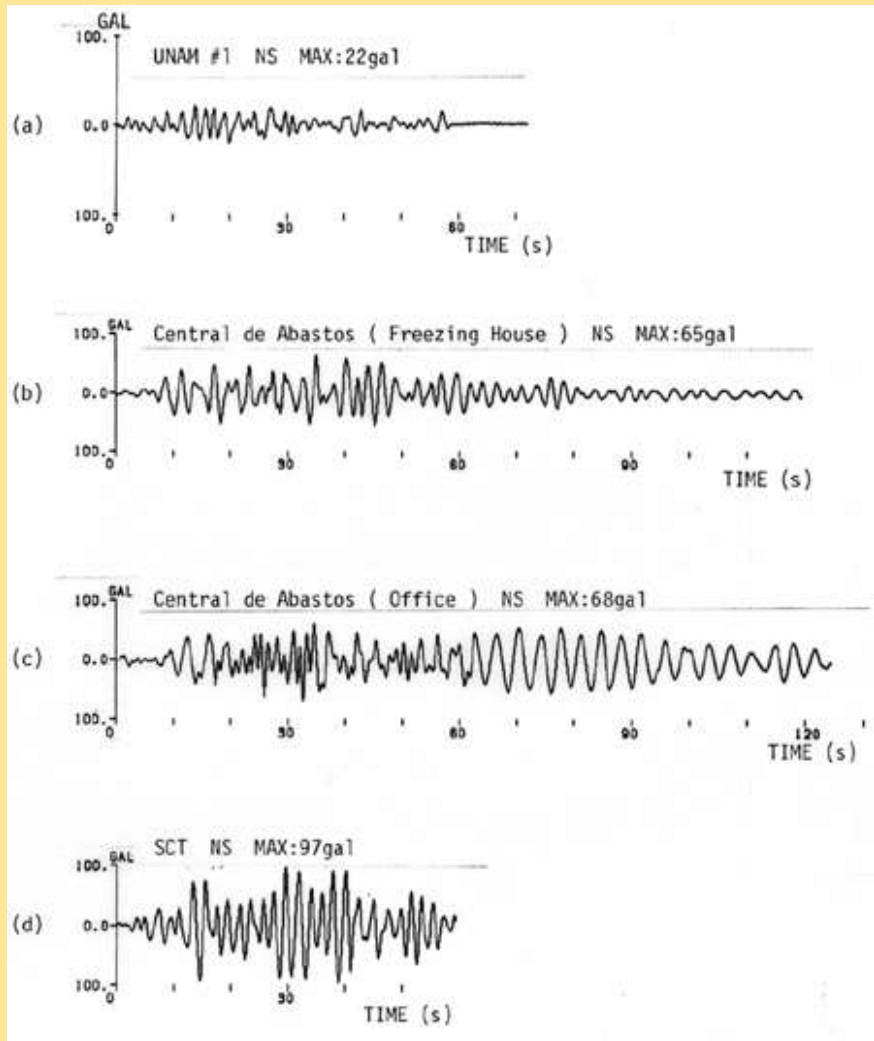 GAL
100.
UNAM #1 NS MAX:22gal
(a)
0.0
100.
0 30 60
TIME (s)
100. GAL
Central de Abastos ( Freezing House ) NS MAX:65gal
(b)
0.0
100.
0 30 60 90
TIME (s)
100. GAL
Central de Abastos ( Office ) NS MAX:68gal
(c)
0.0
100.
0 30 60 90 120
TIME (s)
100. GAL
SCT NS MAX:97gal
(d)
0.0
100.
0 30
TIME (s)